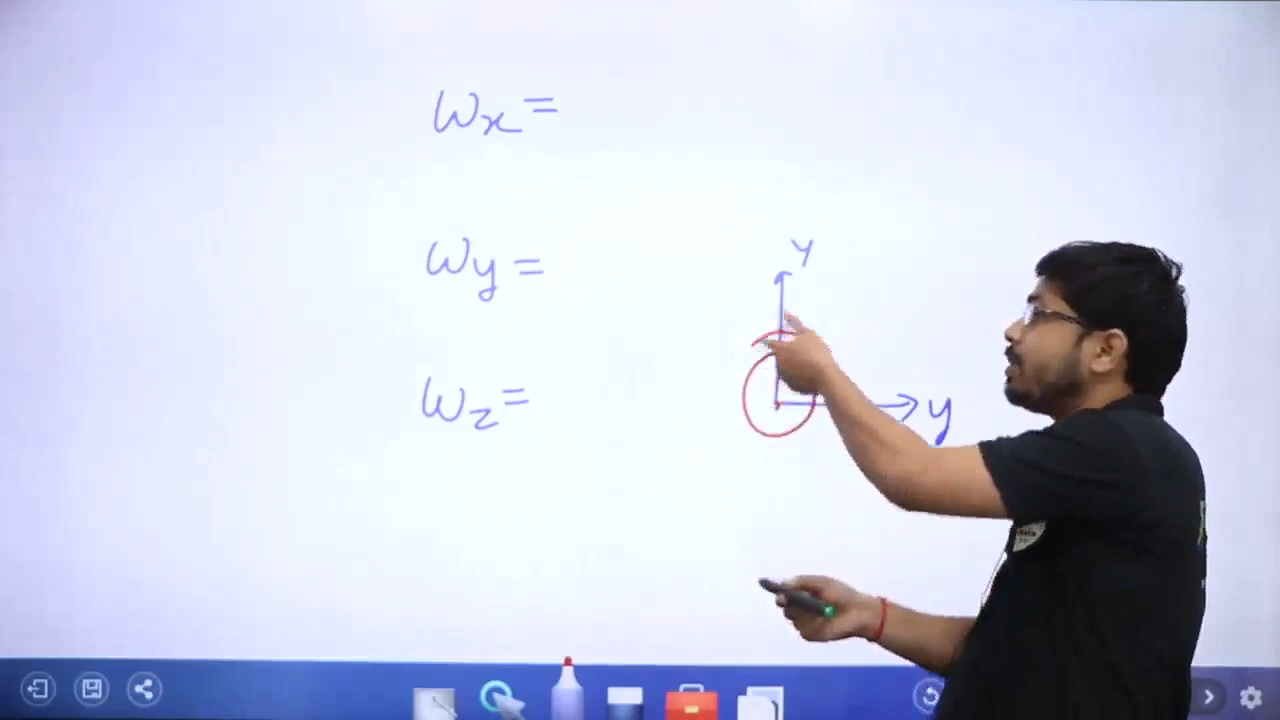 ωx =
ωy =
y
ωz =
y